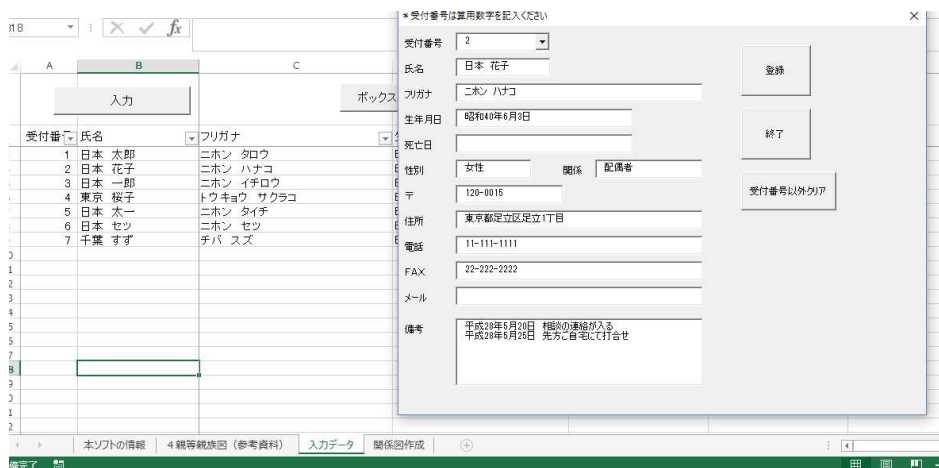 B18
fx
*受付番号は算用数字を記入ください
A B C
入力
ボックス
受付番号 2
氏名 日本 花子
フリガナ ニホン ハナコ
生年月日 昭和40年6月3日
死亡日
性別 女性 関係 配偶者
〒 120-0015
住所 東京都足立区足立1丁目
電話 11-111-1111
FAX 22-222-2222
メール
備考 平成28年5月20日 相談の連絡が入る
平成28年5月25日 先方ご自宅にて打合せ
登録
終了
受付番号以外クリア
氏名 フリガナ
1 日本 太郎 ニホン タロウ
2 日本 花子 ニホン ハナコ
3 日本 一郎 ニホン イチロウ
4 東京 桜子 トウキョウ サクラコ
5 日本 太一 ニホン タイチ
6 日本 セツ ニホン セツ
7 千葉 すず チバ スズ
本ソフトの情報 4親等親族図（参考資料） 入力データ 関係図作成